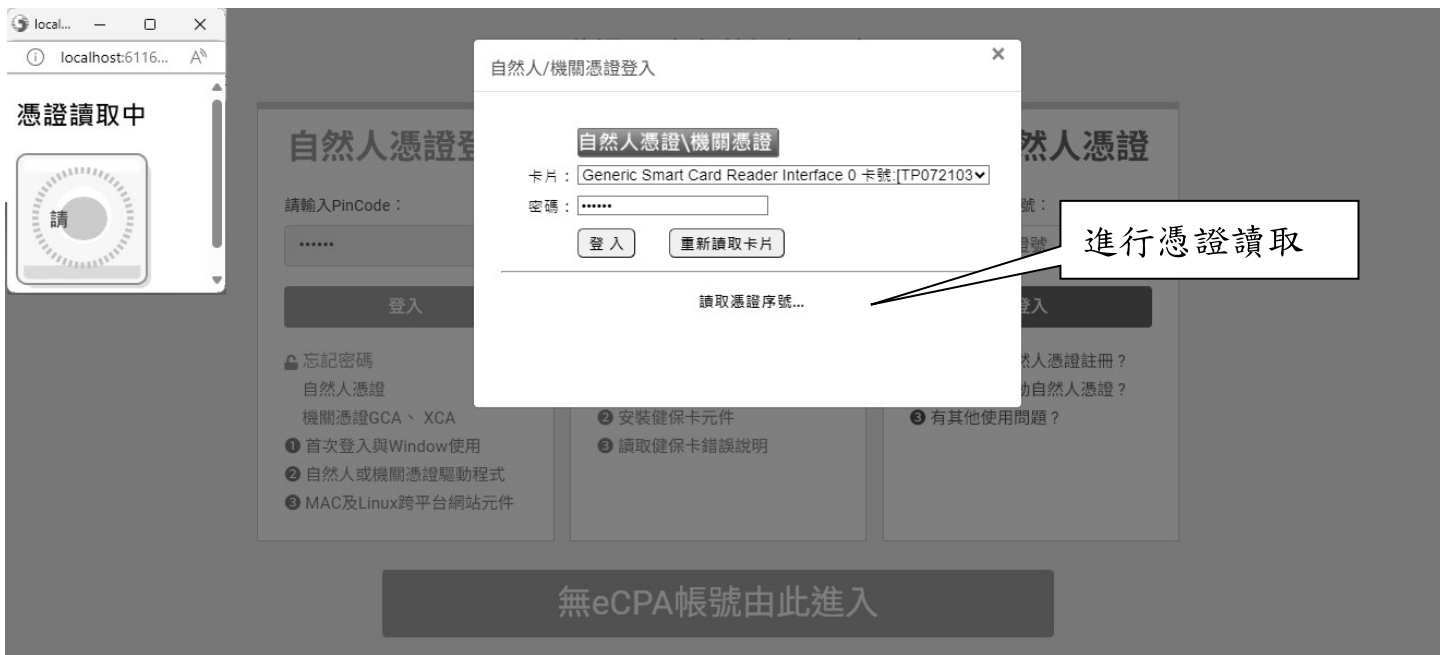 local...
localhost:6116...
憑證讀取中
請
自然人/機關憑證登入
自然人憑證\機關憑證
卡片：Generic Smart Card Reader Interface 0 卡號:[TP072103
密碼：••••••
登入 重新讀取卡片
讀取憑證序號...
進行憑證讀取
自然人憑證登
請輸入PinCode：
••••••
登入
忘記密碼
自然人憑證
機關憑證GCA、XCA
❶ 首次登入與Window使用
❷ 自然人或機關憑證驅動程式
❸ MAC及Linux跨平台網站元件
❷ 安裝健保卡元件
❸ 讀取健保卡錯誤說明
然人憑證
號：
登入
然人憑證註冊？
動自然人憑證？
❸ 有其他使用問題？
無eCPA帳號由此進入